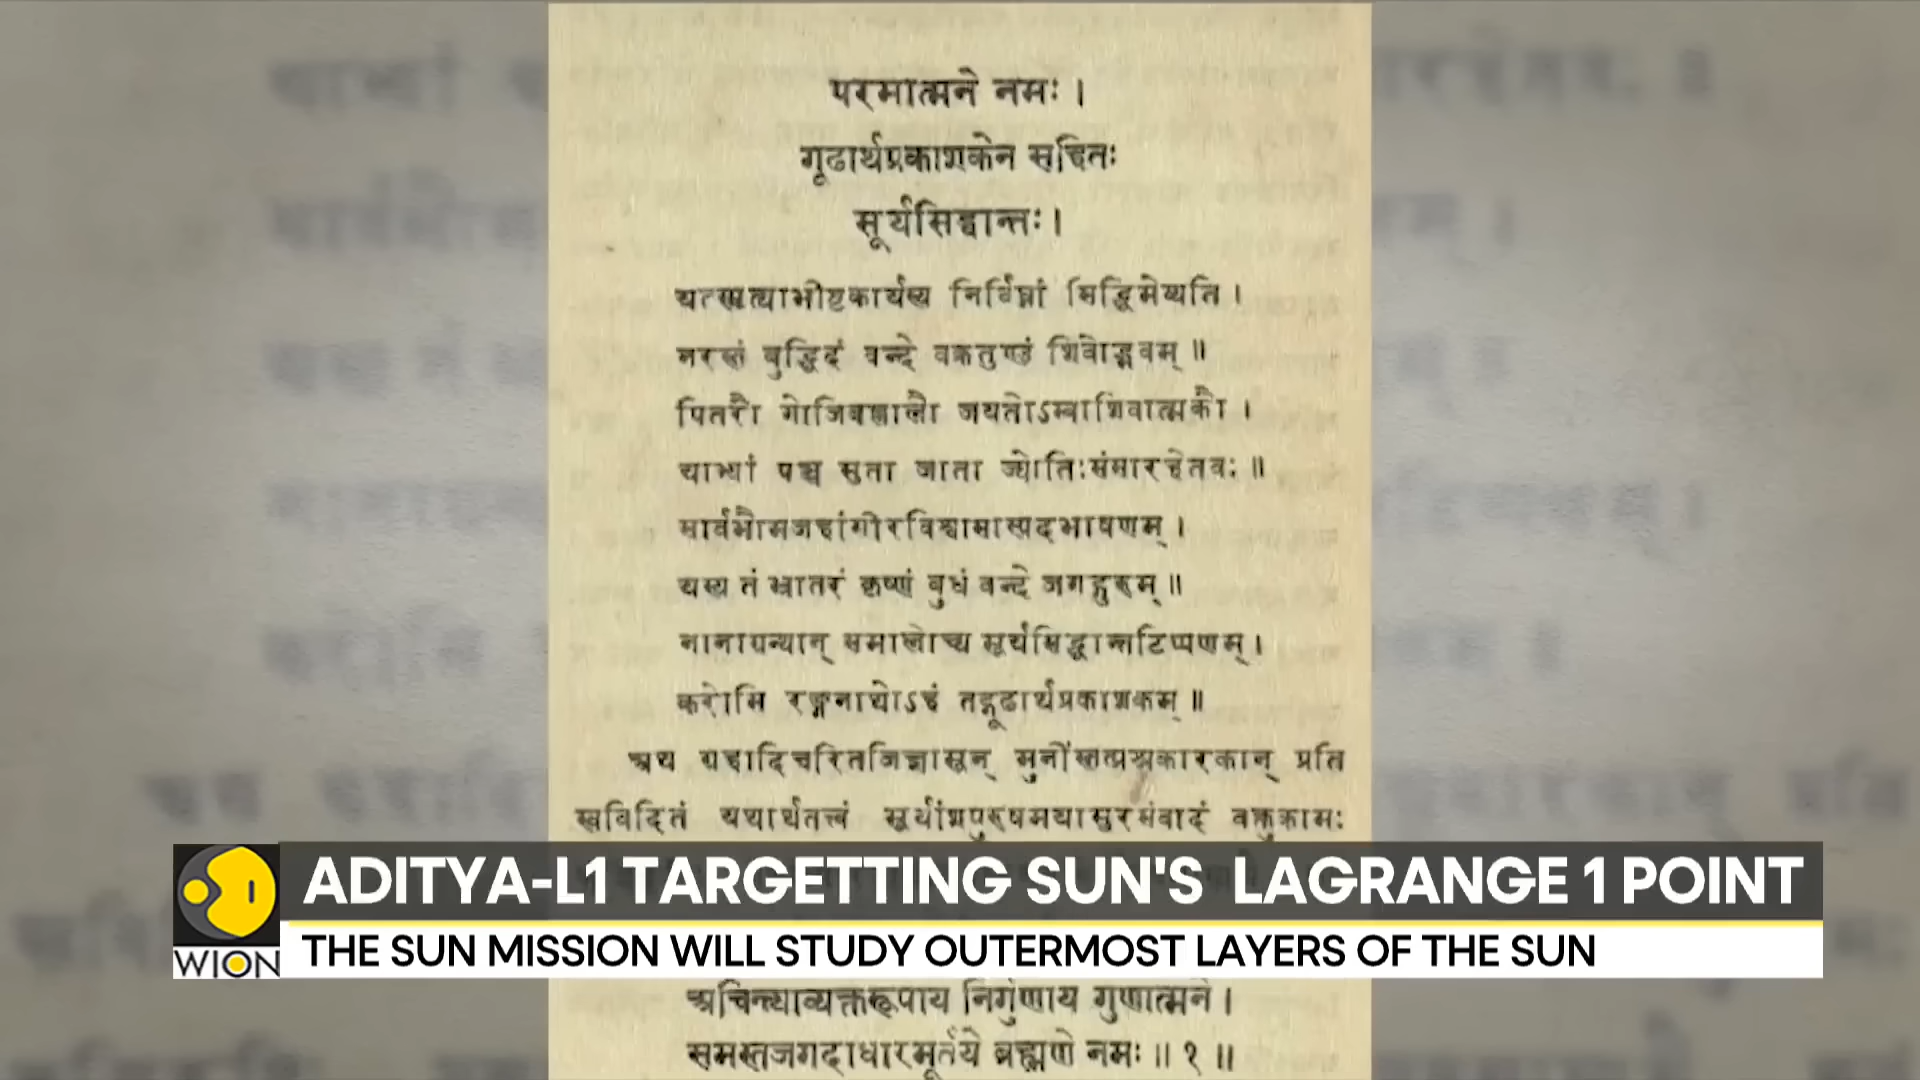 परमात्मने नमः ।
गूढार्थप्रकाशकेन सहितः
सूर्यसिद्धान्तः ।
यत्स्मृत्याभीष्टकार्यस्य निर्विघ्नां सिद्धिमेष्यति ।
नरस्तं बुद्धिदं वन्दे वक्रतुण्डं शिवोद्भवम् ॥
पितरौ गोजिबल्लालौ जयतोऽम्बाशिवात्मकौ ।
याभ्यां पञ्च सुता जाता ज्योतिःसंसारहेतवः ॥
सार्वभौमजहांगीरविश्वासास्पदभाषणम् ।
यस्य तं भ्रातरं कृष्णं बुधं वन्दे जगद्गुरुम् ॥
नानाग्रन्थान् समालोच्य सूर्यसिद्धान्तटिप्पणम् ।
करोमि रङ्गनाथोऽहं तद्गूढार्थप्रकाशकम् ॥
अथ ग्रहादिचरितजिज्ञासून् मुनींस्तत्प्रश्नकारकान् प्रति
स्वविदितं यथार्थतत्त्वं सूर्यांशपुरुषमयासुरसंवादं वक्तुकामः
ADITYA-L1 TARGETTING SUN'S LAGRANGE 1 POINT
WION
THE SUN MISSION WILL STUDY OUTERMOST LAYERS OF THE SUN
अचिन्त्याव्यक्तरूपाय निर्गुणाय गुणात्मने ।
समस्तजगदाधारमूर्तये ब्रह्मणे नमः ॥ १ ॥